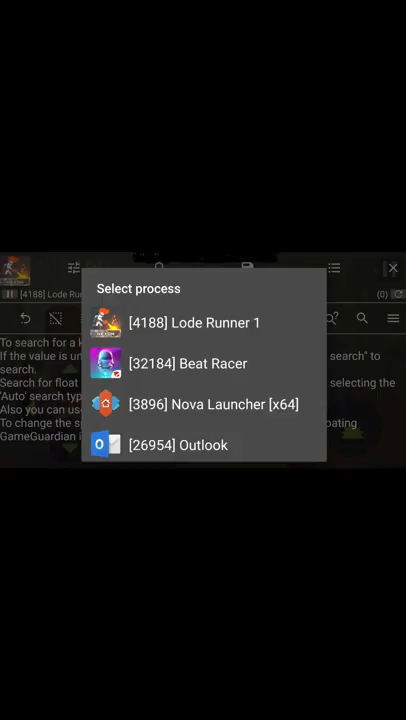 Select process
[4188] Lode Runner 1
[32184] Beat Racer
[3896] Nova Launcher [x64]
[26954] Outlook
[4188] Lode Run
(0)
To search for a k
If the value is un
search" to
search.
Search for float
selecting the
'Auto' search typ
Also you can use
To change the s
pating
GameGuardian i